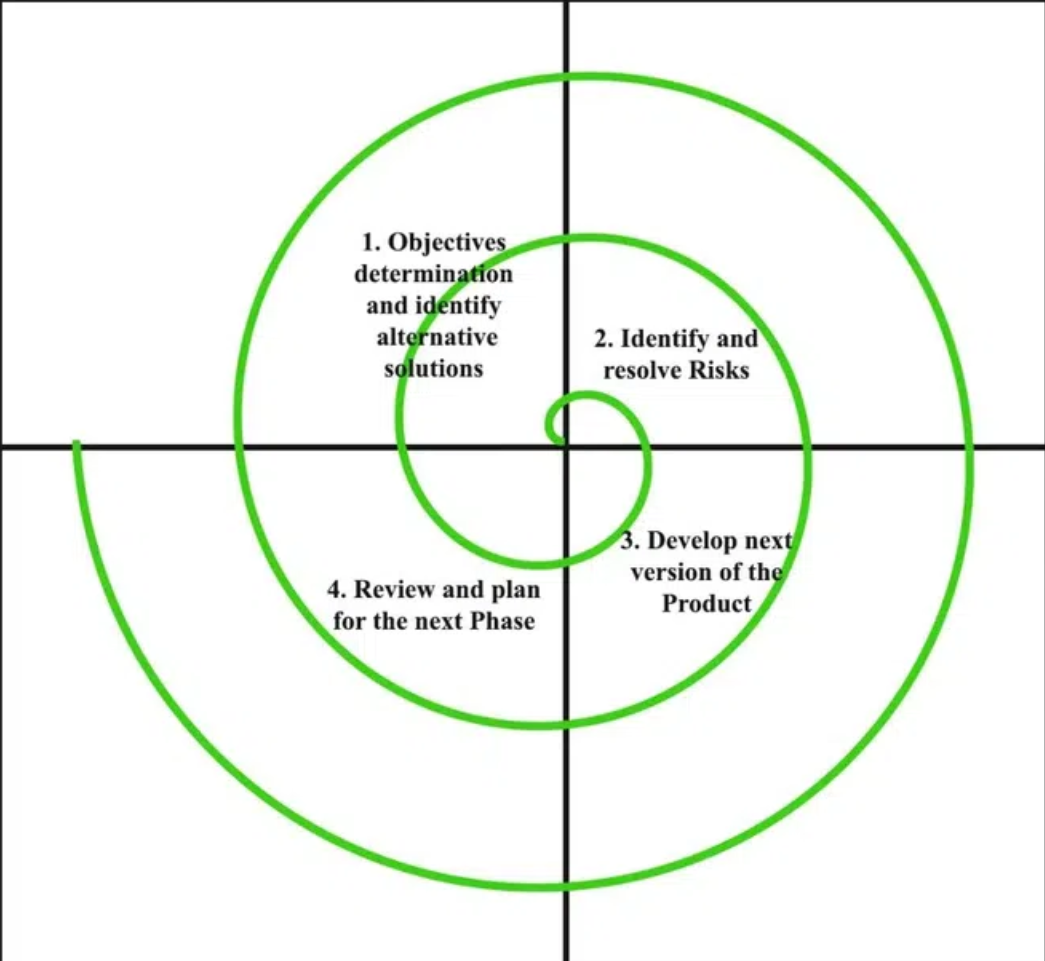 1. Objectives
determination
and identify
alternative
solutions
2. Identify and
resolve Risks
3. Develop next
version of the
Product
4. Review and plan
for the next Phase